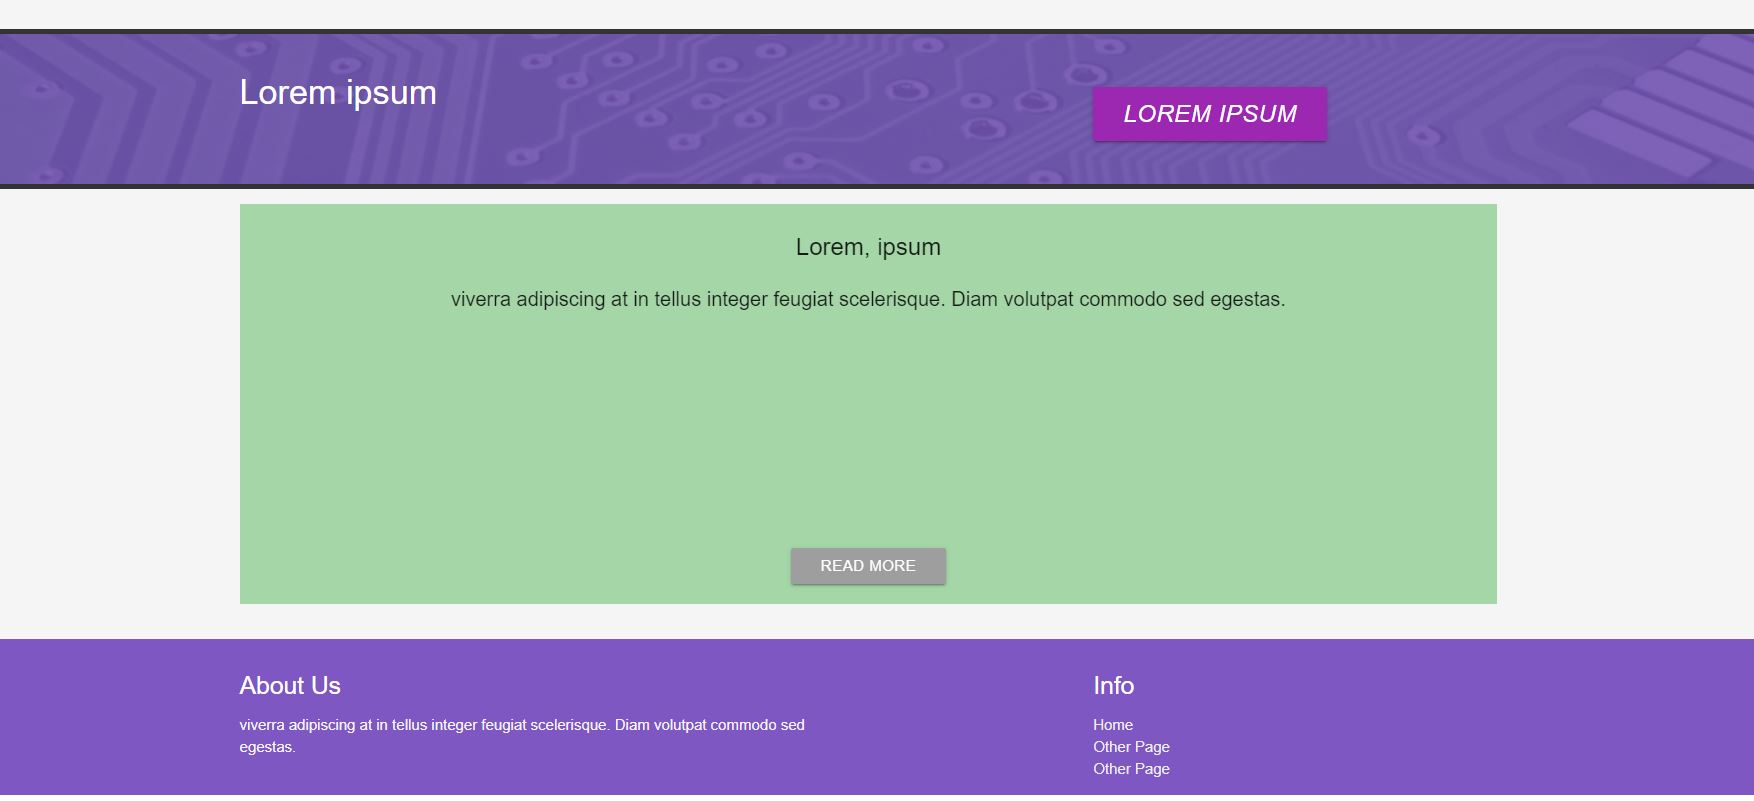 Lorem ipsum
LOREM IPSUM
Lorem, ipsum
viverra adipiscing at in tellus integer feugiat scelerisque. Diam volutpat commodo sed egestas.
READ MORE
About Us
viverra adipiscing at in tellus integer feugiat scelerisque. Diam volutpat commodo sed
egestas.
Info
Home
Other Page
Other Page